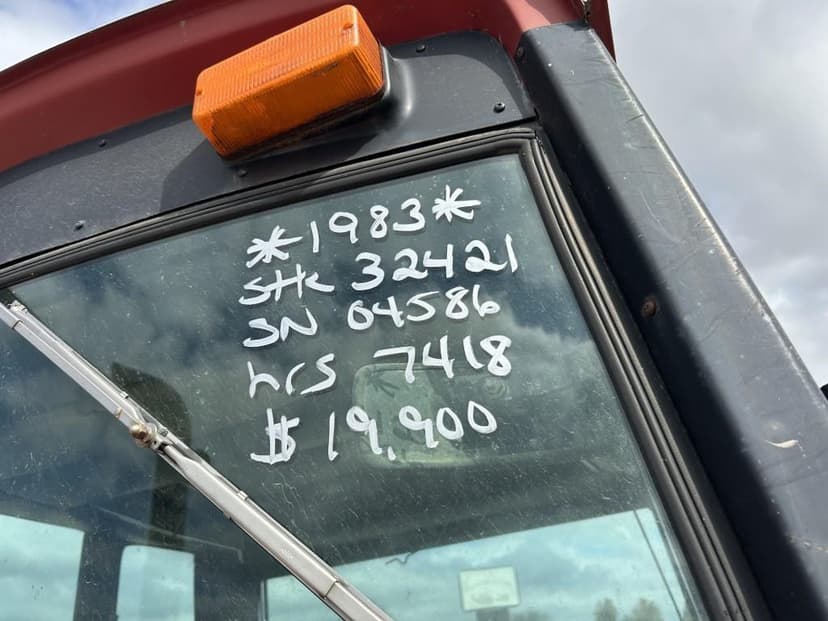 *1983*
Stk 32421
SN 04586
hrs 7418
$ 19,900